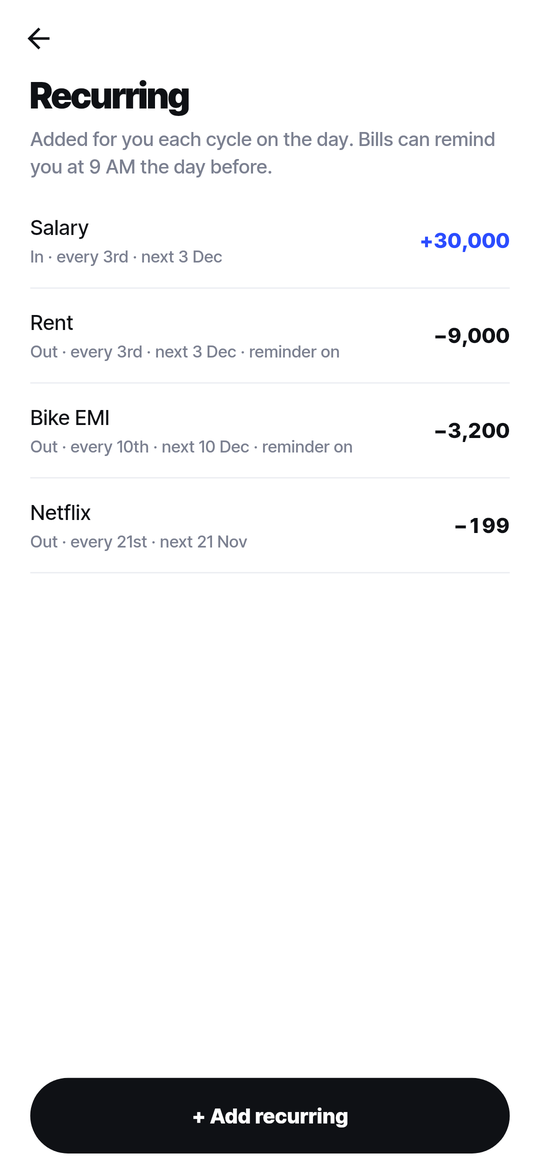 Recurring
Added for you each cycle on the day. Bills can remind
you at 9 AM the day before.
Salary
+30,000
In · every 3rd · next 3 Dec
Rent
−9,000
Out · every 3rd · next 3 Dec · reminder on
Bike EMI
−3,200
Out · every 10th · next 10 Dec · reminder on
Netflix
−199
Out · every 21st · next 21 Nov
+ Add recurring